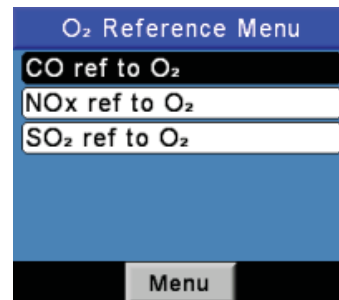 O₂ Reference Menu
CO ref to O₂
NOx ref to O₂
SO₂ ref to O₂
Menu